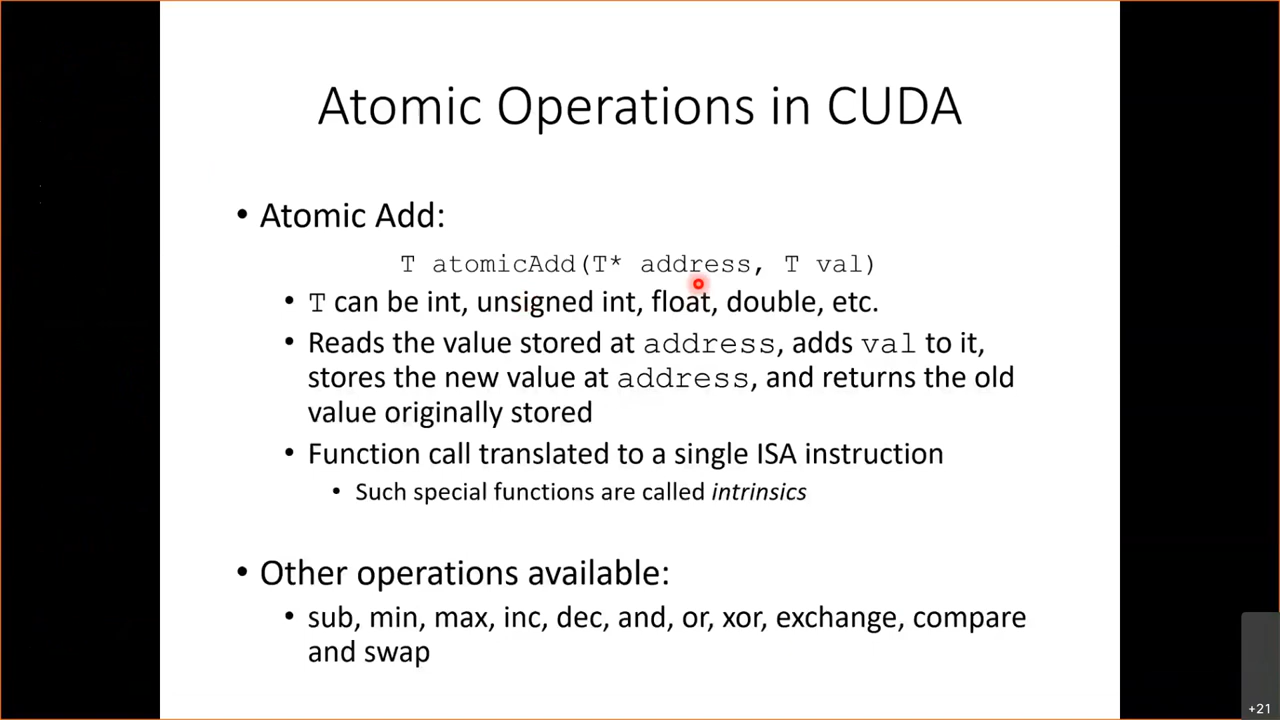 Atomic Operations in CUDA
• Atomic Add:
T atomicAdd(T* address, T val)
• T can be int, unsigned int, float, double, etc.
• Reads the value stored at address, adds val to it,
stores the new value at address, and returns the old
value originally stored
• Function call translated to a single ISA instruction
• Such special functions are called intrinsics
• Other operations available:
• sub, min, max, inc, dec, and, or, xor, exchange, compare
and swap
+21